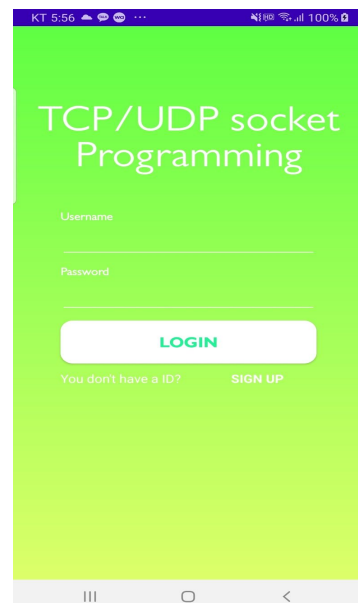 KT 5:56
100%
TCP/UDP socket
Programming
Username
Password
LOGIN
You don't have a ID? SIGN UP